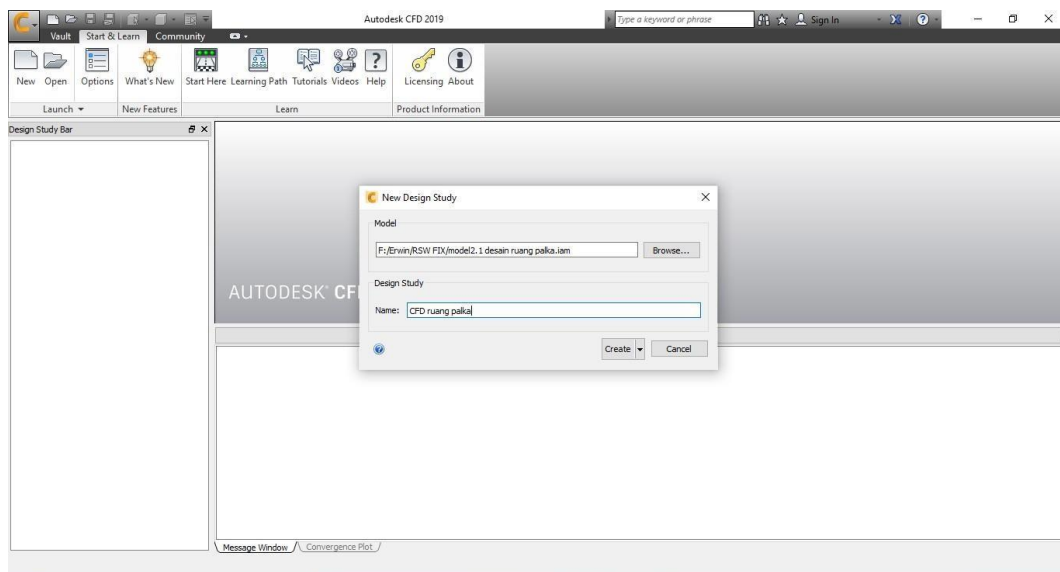 Autodesk CFD 2019
Type a keyword or phrase
Sign In
Vault Start & Learn Community
New Open Options What's New Start Here Learning Path Tutorials Videos Help Licensing About
Launch New Features Learn Product Information
Design Study Bar
New Design Study
Model
F:/Erwin/RSW FIX/model2.1 desain ruang palka.iam Browse...
AUTODESK® CF
Design Study
Name: CFD ruang palka
Create Cancel
Message Window Convergence Plot